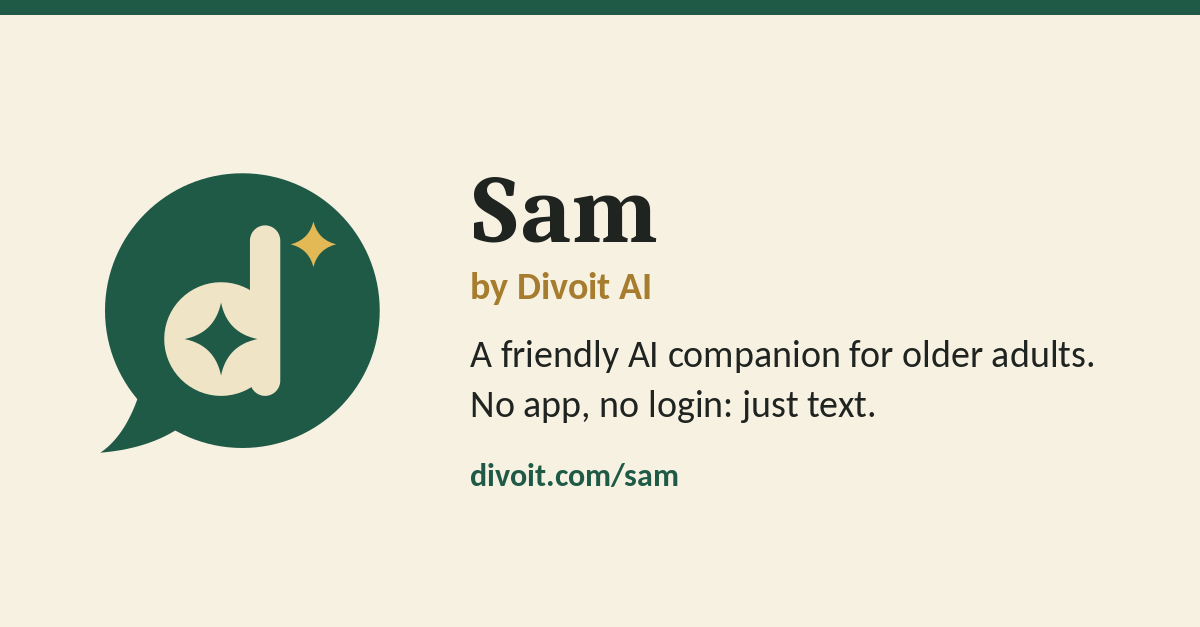 d
Sam
by Divoit AI
A friendly AI companion for older adults.
No app, no login: just text.
divoit.com/sam